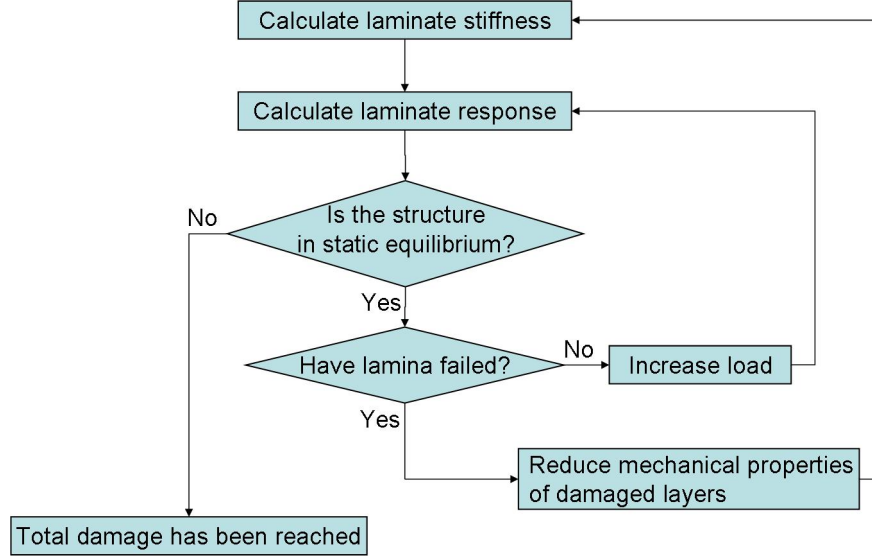 Calculate laminate stiffness
Calculate laminate response
No
Is the structure
in static equilibrium?
Yes
Have lamina failed?
No
Increase load
Yes
Reduce mechanical properties
of damaged layers
Total damage has been reached